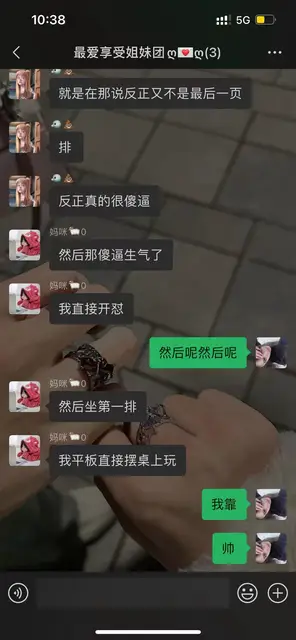 10:38
5G
最爱享受姐妹团ღ💌ღ(3)
就是在那说反正又不是最后一页
排
反正真的很傻逼
妈咪
然后那傻逼生气了
妈咪
我直接开怼
然后呢然后呢
妈咪
然后坐第一排
妈咪
我平板直接摆桌上玩
我靠
帅